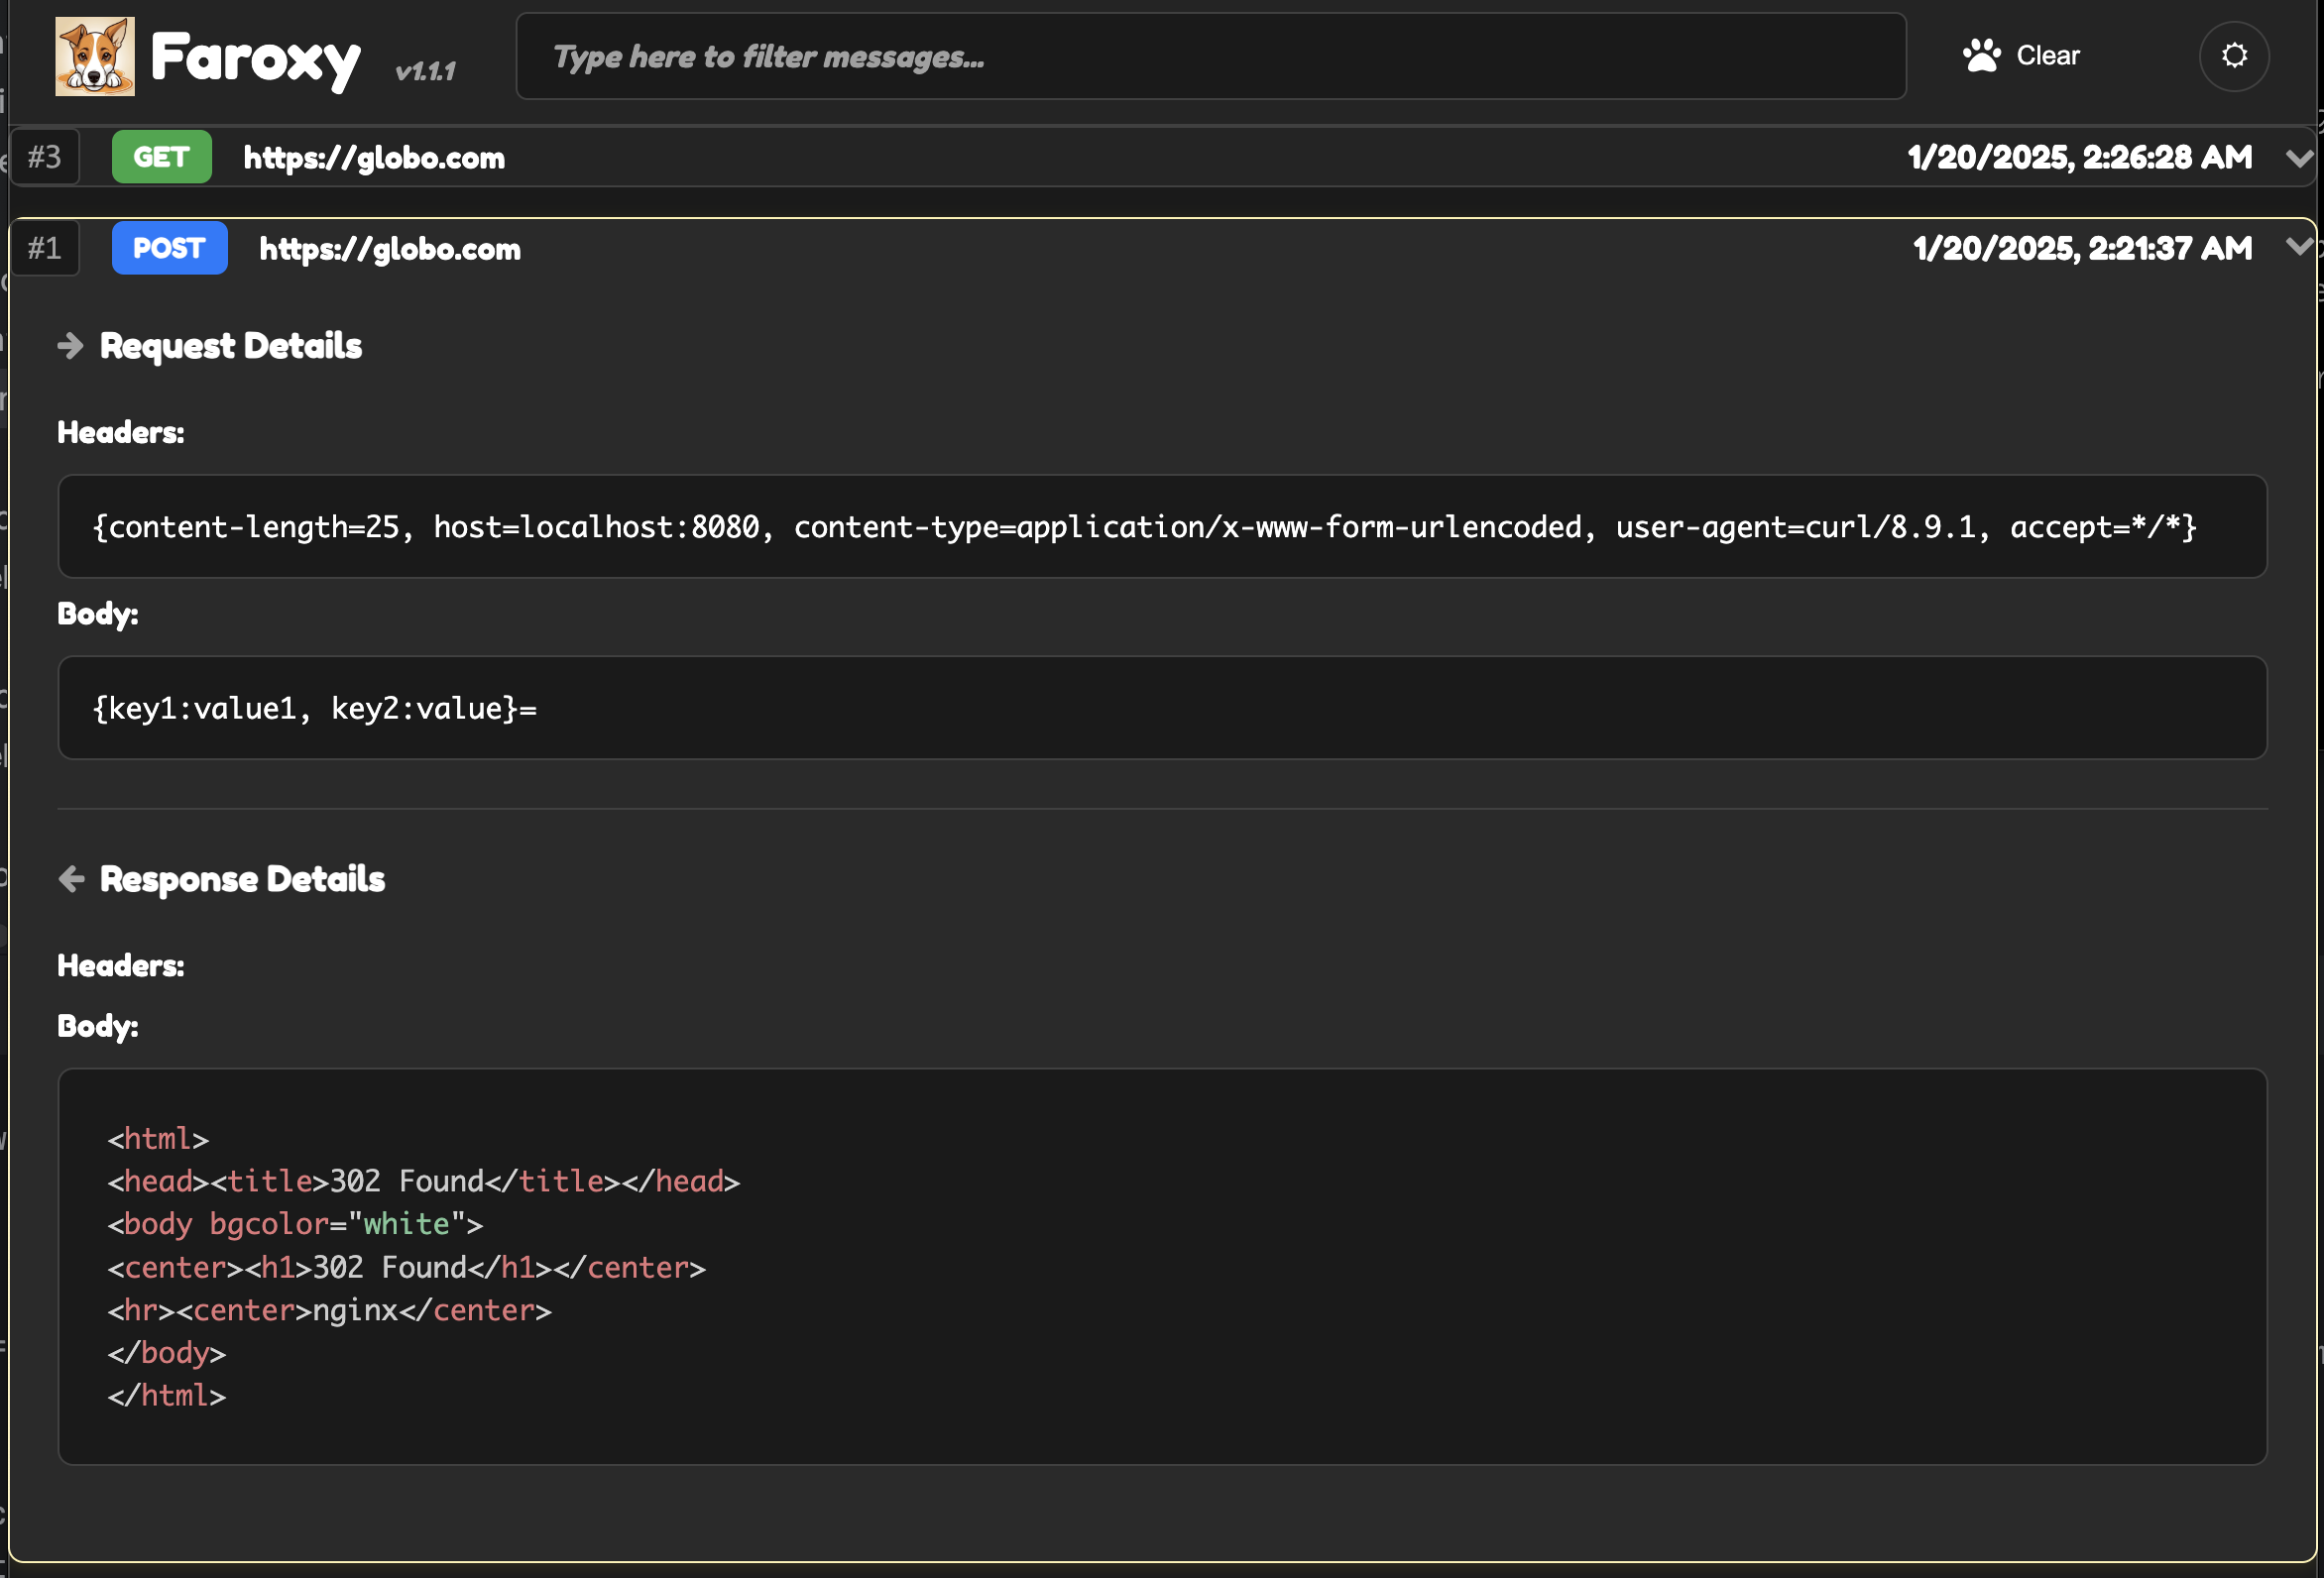 Faroxy v1.1.1 Type here to filter messages... Clear
#3 GET https://globo.com 1/20/2025, 2:26:28 AM
#1 POST https://globo.com 1/20/2025, 2:21:37 AM
Request Details
Headers:
{content-length=25, host=localhost:8080, content-type=application/x-www-form-urlencoded, user-agent=curl/8.9.1, accept=*/*}
Body:
{key1:value1, key2:value}=
Response Details
Headers:
Body:
<html>
<head><title>302 Found</title></head>
<body bgcolor="white">
<center><h1>302 Found</h1></center>
<hr><center>nginx</center>
</body>
</html>